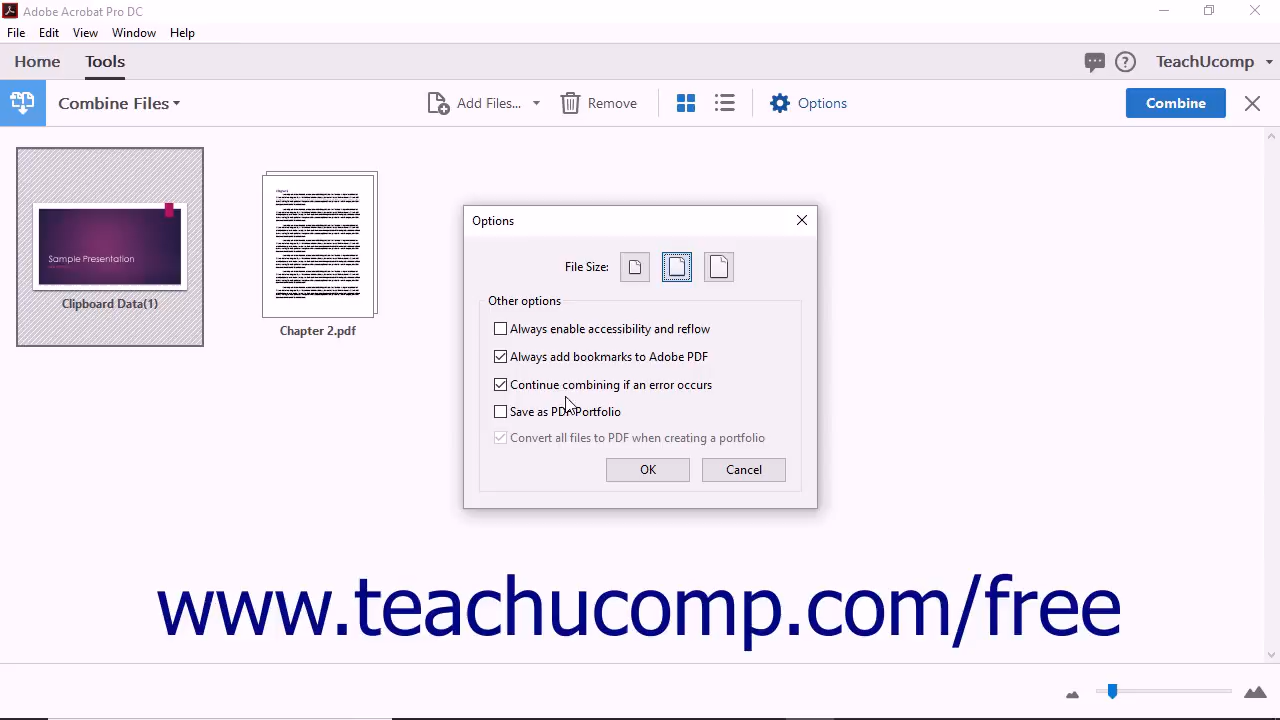 Adobe Acrobat Pro DC
File Edit View Window Help
Home Tools TeachUcomp
Combine Files Add Files... Remove Options Combine
Sample Presentation
Clipboard Data(1)
Chapter 2.pdf
Options
File Size:
Other options
Always enable accessibility and reflow
Always add bookmarks to Adobe PDF
Continue combining if an error occurs
Save as PDF Portfolio
Convert all files to PDF when creating a portfolio
OK Cancel
www.teachucomp.com/free